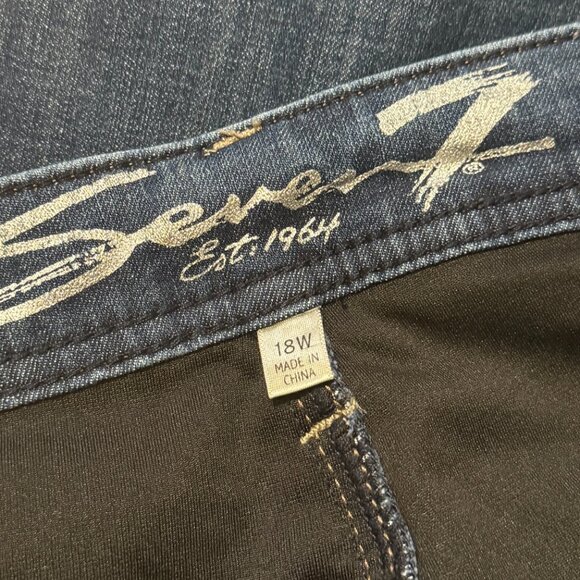 Seven7®
Est. 1964
18W
MADE IN
CHINA